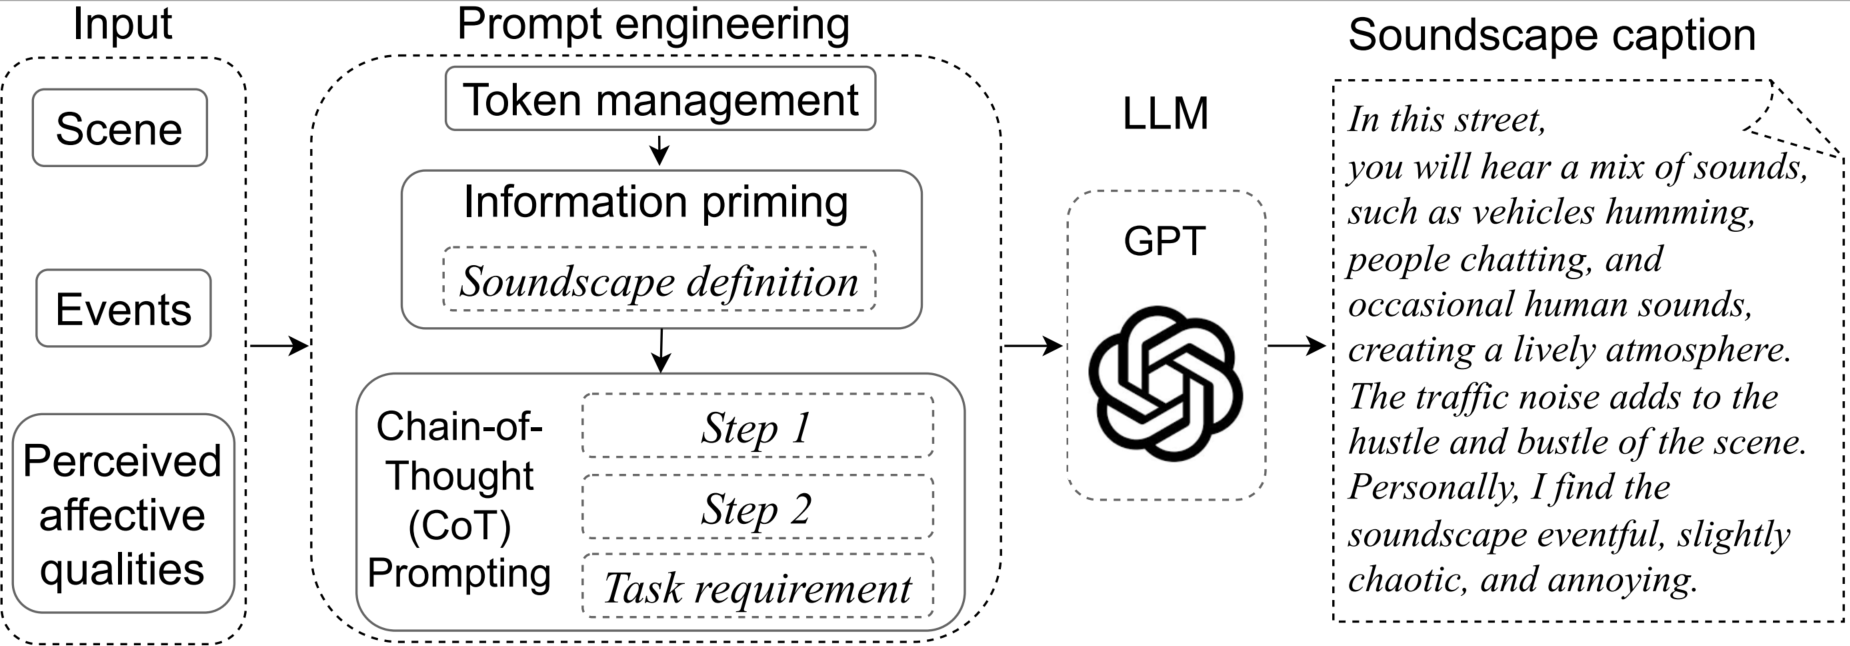 Input
Scene
Events
Perceived
affective
qualities
Prompt engineering
Token management
Information priming
Soundscape definition
Chain-of-
Thought
(CoT)
Prompting
Step 1
Step 2
Task requirement
LLM
GPT
Soundscape caption
In this street,
you will hear a mix of sounds,
such as vehicles humming,
people chatting, and
occasional human sounds,
creating a lively atmosphere.
The traffic noise adds to the
hustle and bustle of the scene.
Personally, I find the
soundscape eventful, slightly
chaotic, and annoying.